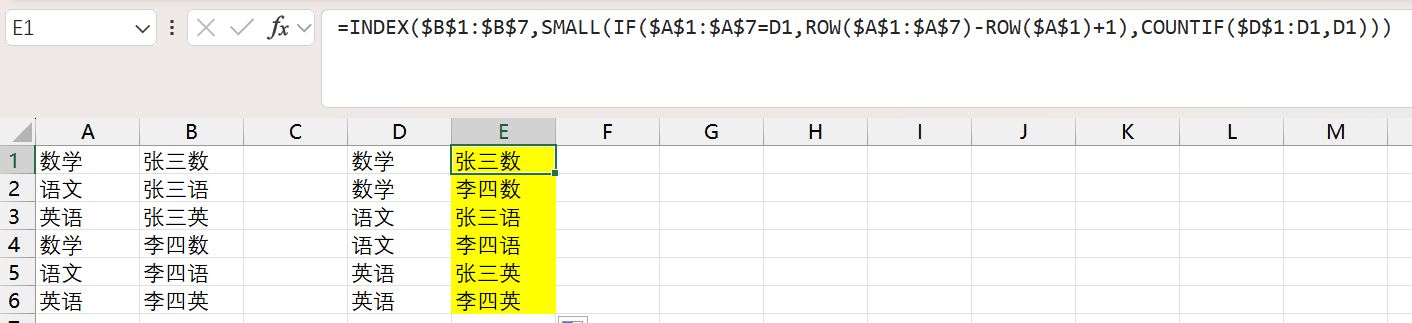 E1 fx =INDEX($B$1:$B$7,SMALL(IF($A$1:$A$7=D1,ROW($A$1:$A$7)-ROW($A$1)+1),COUNTIF($D$1:D1,D1)))
A B C D E F G H I J K L M
1 数学 张三数 数学 张三数
2 语文 张三语 数学 李四数
3 英语 张三英 语文 张三语
4 数学 李四数 语文 李四语
5 语文 李四语 英语 张三英
6 英语 李四英 英语 李四英